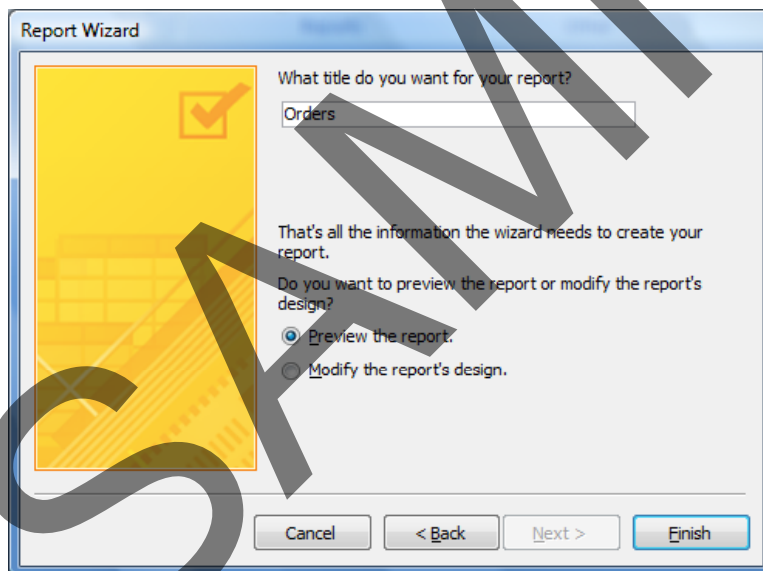 Report Wizard
What title do you want for your report?
Orders
That's all the information the wizard needs to create your
report.
Do you want to preview the report or modify the report's
design?
Preview the report.
Modify the report's design.
Cancel
< Back
Next >
Finish
SAM